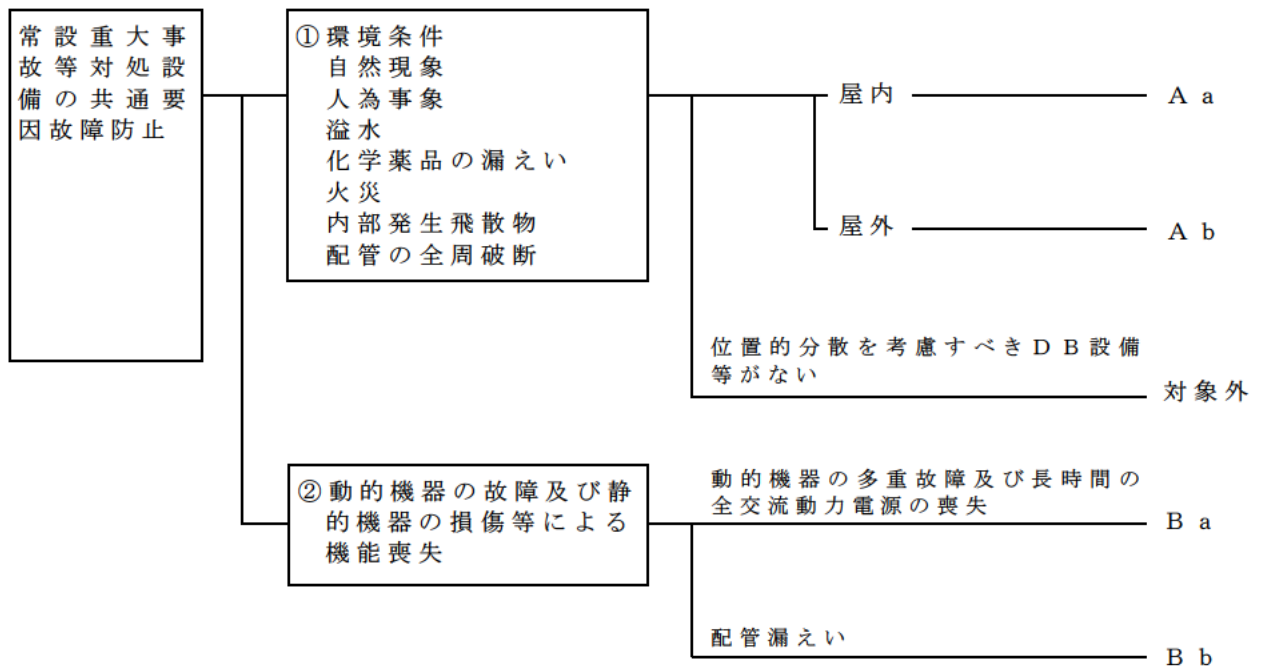 常設重大事
故等対処設
備の共通要
因故障防止
①環境条件
自然現象
人為事象
溢水
化学薬品の漏えい
火災
内部発生飛散物
配管の全周破断
屋内
Aa
屋外
Ab
位置的分散を考慮すべきDB設備
等がない
対象外
②動的機器の故障及び静
的機器の損傷等による
機能喪失
動的機器の多重故障及び長時間の
全交流動力電源の喪失
Ba
配管漏えい
Bb